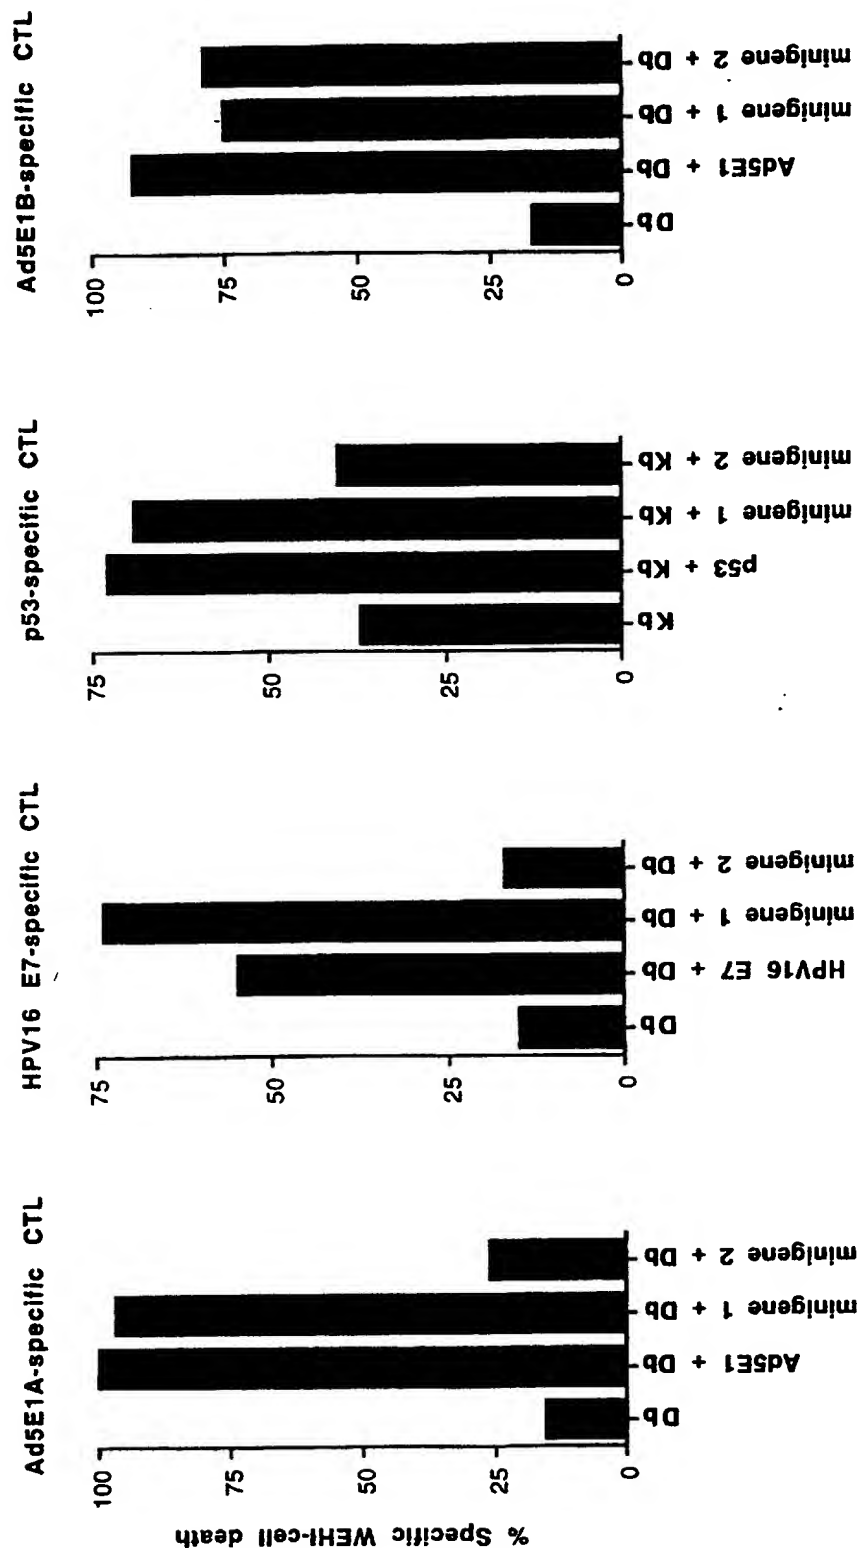 Ad5E1A-specific CTL
% Specific WEHI-cell death
100
75
50
25
0
Db
Ad5E1 + Db
minigene 1 + Db
minigene 2 + Db
HPV16 E7-specific CTL
75
50
25
0
Db
HPV16 E7 + Db
minigene 1 + Db
minigene 2 + Db
p53-specific CTL
75
50
25
0
Kb
p53 + Kb
minigene 1 + Kb
minigene 2 + Kb
Ad5E1B-specific CTL
100
75
50
25
0
Db
Ad5E1 + Db
minigene 1 + Db
minigene 2 + Db